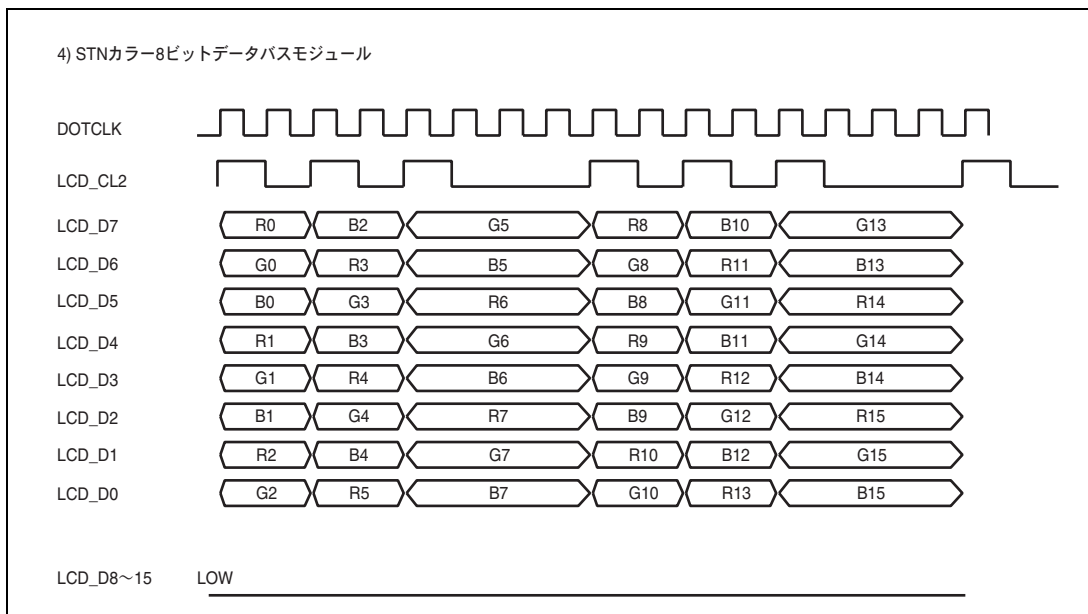 4) STNカラー8ビットデータバスモジュール
DOTCLK
LCD_CL2
LCD_D7 R0 B2 G5 R8 B10 G13
LCD_D6 G0 R3 B5 G8 R11 B13
LCD_D5 B0 G3 R6 B8 G11 R14
LCD_D4 R1 B3 G6 R9 B11 G14
LCD_D3 G1 R4 B6 G9 R12 B14
LCD_D2 B1 G4 R7 B9 G12 R15
LCD_D1 R2 B4 G7 R10 B12 G15
LCD_D0 G2 R5 B7 G10 R13 B15
LCD_D8～15 LOW